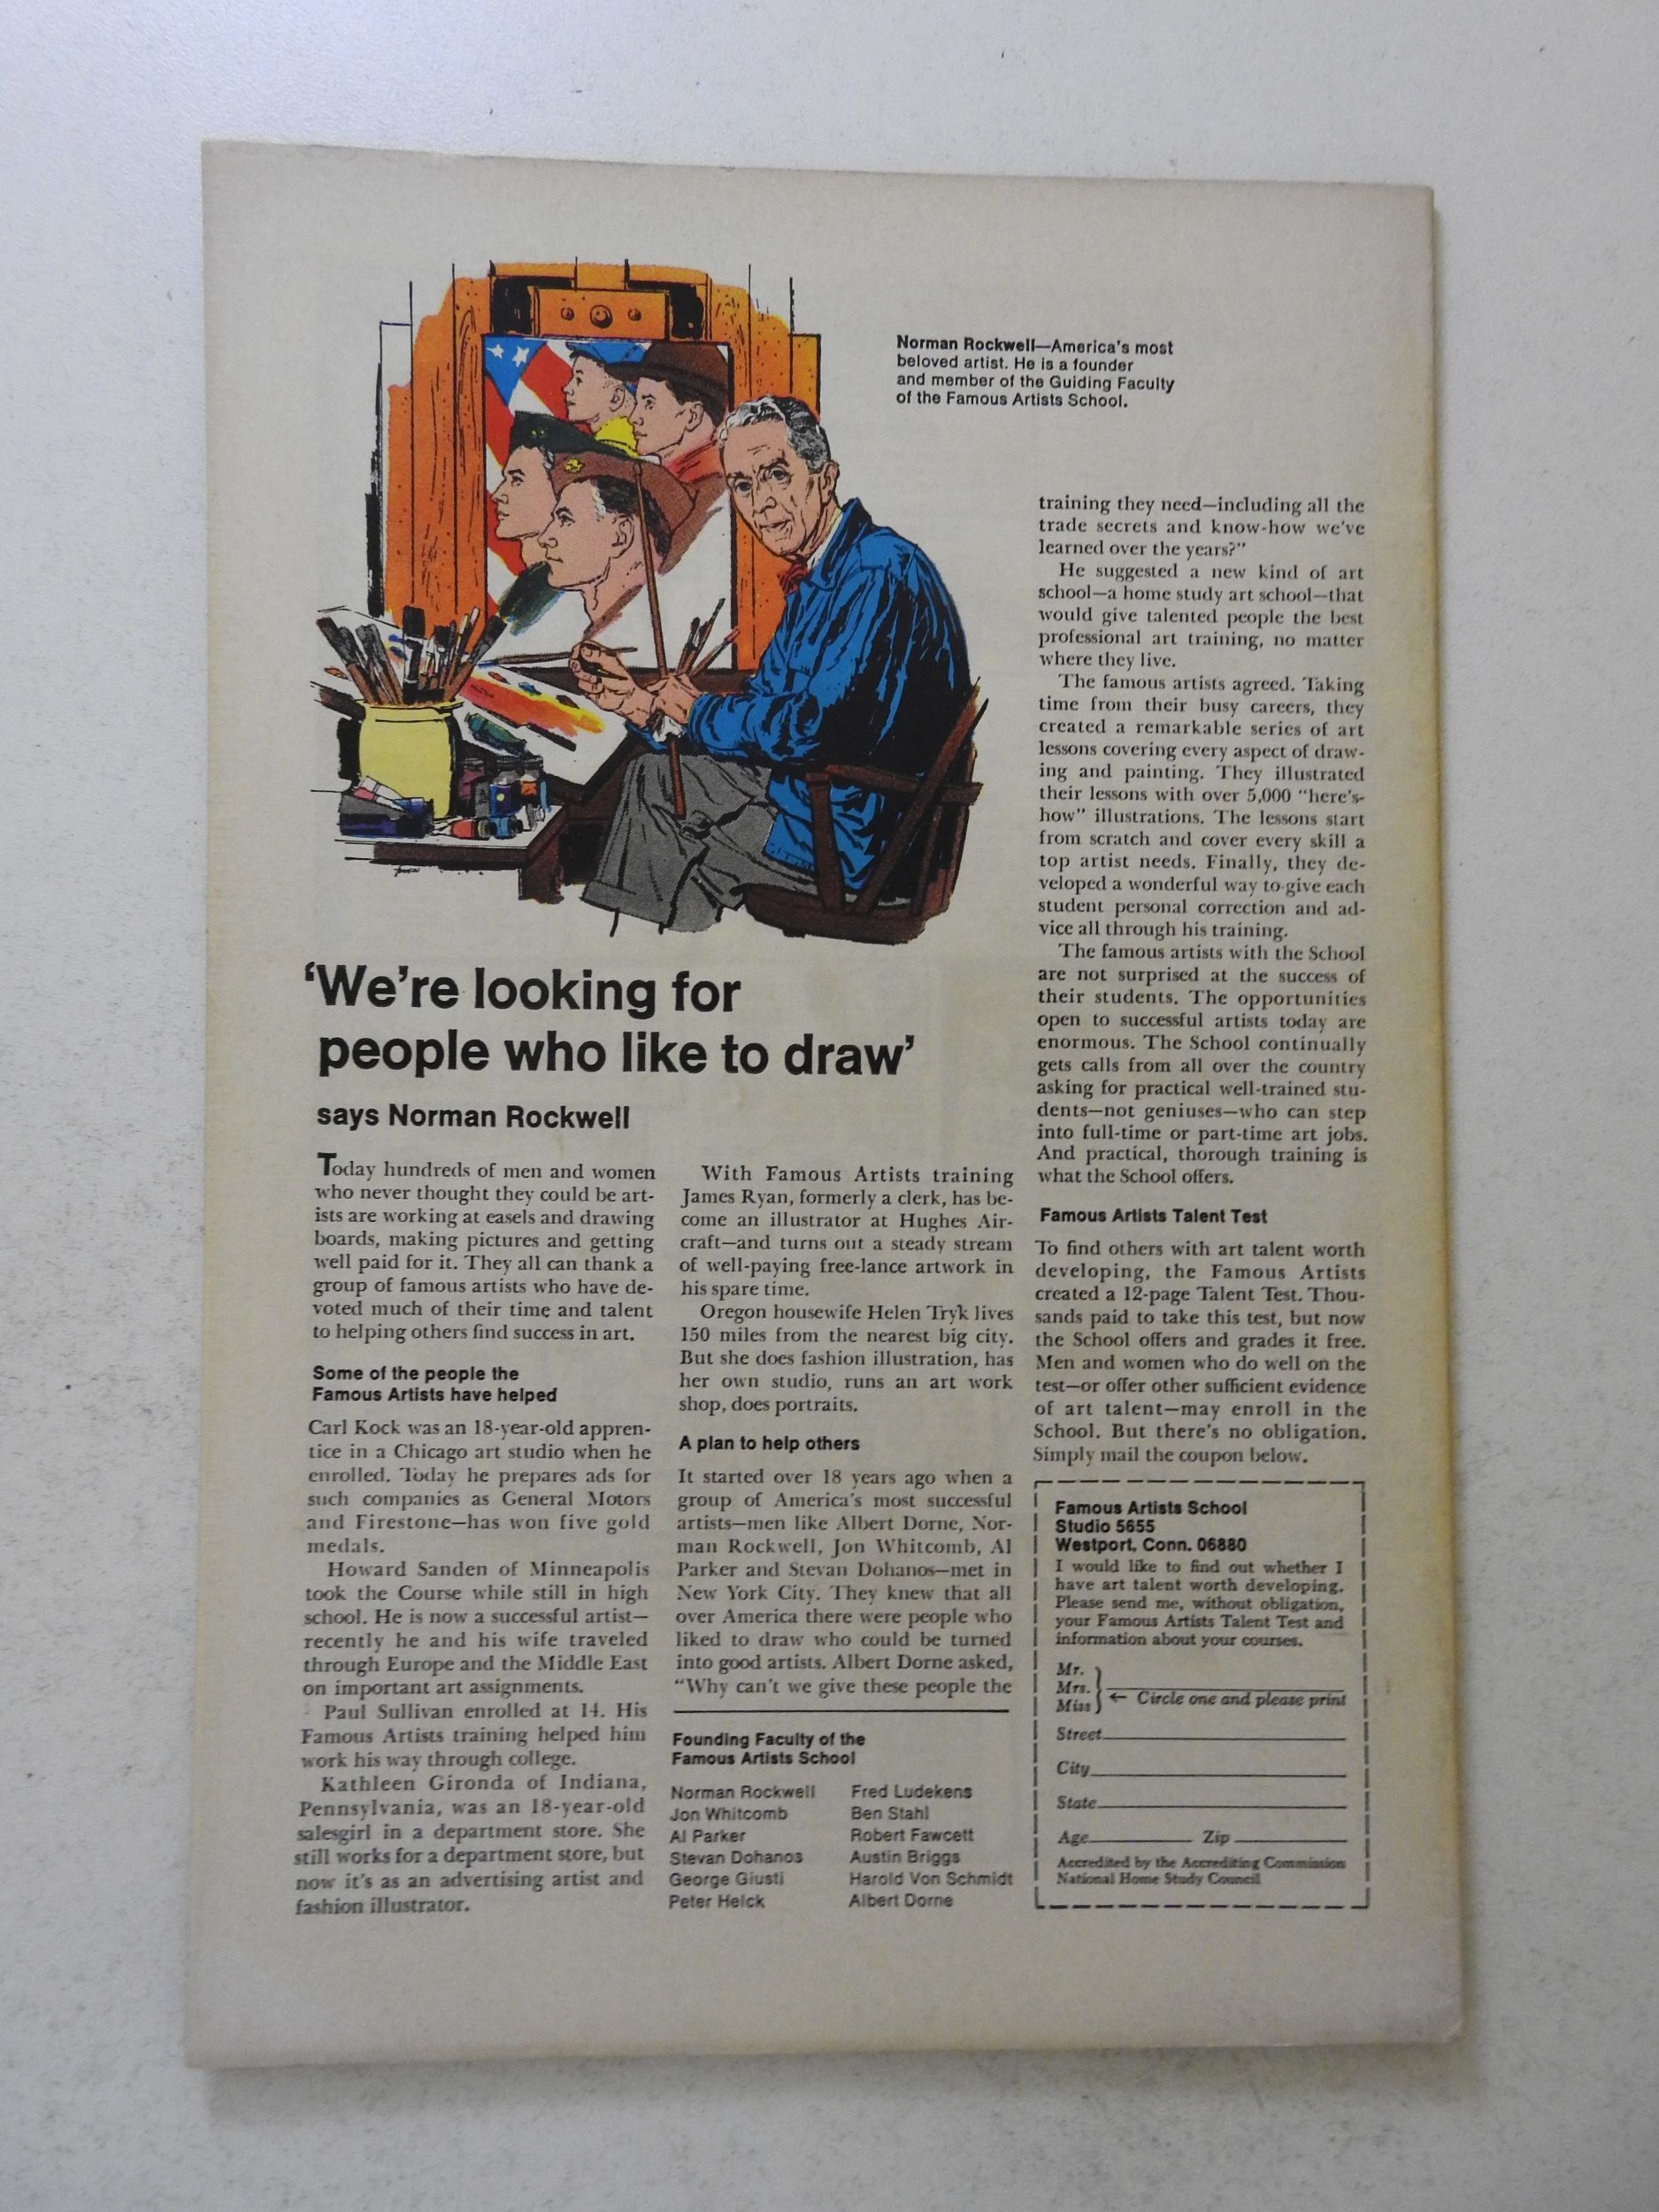 Norman Rockwell—America's most
beloved artist. He is a founder
and member of the Guiding Faculty
of the Famous Artists School.
'We're looking for
people who like to draw'
says Norman Rockwell
Today hundreds of men and women
who never thought they could be art-
ists are working at easels and drawing
boards, making pictures and getting
well paid for it. They all can thank a
group of famous artists who have de-
voted much of their time and talent
to helping others find success in art.
Some of the people the
Famous Artists have helped
Carl Kock was an 18-year-old appren-
tice in a Chicago art studio when he
enrolled. Today he prepares ads for
such companies as General Motors
and Firestone—has won five gold
medals.
Howard Sanden of Minneapolis
took the Course while still in high
school. He is now a successful artist—
recently he and his wife traveled
through Europe and the Middle East
on important art assignments.
Paul Sullivan enrolled at 14. His
Famous Artists training helped him
work his way through college.
Kathleen Gironda of Indiana,
Pennsylvania, was an 18-year-old
salesgirl in a department store. She
still works for a department store, but
now it's as an advertising artist and
fashion illustrator.
With Famous Artists training
James Ryan, formerly a clerk, has be-
come an illustrator at Hughes Air-
craft—and turns out a steady stream
of well-paying free-lance artwork in
his spare time.
Oregon housewife Helen Tryk lives
150 miles from the nearest big city.
But she does fashion illustration, has
her own studio, runs an art work
shop, does portraits.
A plan to help others
It started over 18 years ago when a
group of America's most successful
artists—men like Albert Dorne, Nor-
man Rockwell, Jon Whitcomb, Al
Parker and Stevan Dohanos—met in
New York City. They knew that all
over America there were people who
liked to draw who could be turned
into good artists. Albert Dorne asked,
"Why can't we give these people the
Founding Faculty of the
Famous Artists School
Norman Rockwell
Jon Whitcomb
Al Parker
Stevan Dohanos
George Giusti
Peter Helck
Fred Ludekens
Ben Stahl
Robert Fawcett
Austin Briggs
Harold Von Schmidt
Albert Dorne
training they need—including all the
trade secrets and know-how we've
learned over the years?"
He suggested a new kind of art
school—a home study art school—that
would give talented people the best
professional art training, no matter
where they live.
The famous artists agreed. Taking
time from their busy careers, they
created a remarkable series of art
lessons covering every aspect of draw-
ing and painting. They illustrated
their lessons with over 5,000 "here's-
how" illustrations. The lessons start
from scratch and cover every skill a
top artist needs. Finally, they de-
veloped a wonderful way to give each
student personal correction and ad-
vice all through his training.
The famous artists with the School
are not surprised at the success of
their students. The opportunities
open to successful artists today are
enormous. The School continually
gets calls from all over the country
asking for practical well-trained stu-
dents—not geniuses—who can step
into full-time or part-time art jobs.
And practical, thorough training is
what the School offers.
Famous Artists Talent Test
To find others with art talent worth
developing, the Famous Artists
created a 12-page Talent Test. Thou-
sands paid to take this test, but now
the School offers and grades it free.
Men and women who do well on the
test—or offer other sufficient evidence
of art talent—may enroll in the
School. But there's no obligation.
Simply mail the coupon below.
Famous Artists School
Studio 5655
Westport, Conn. 06880
I would like to find out whether I
have art talent worth developing.
Please send me, without obligation,
your Famous Artists Talent Test and
information about your courses.
Mr.
Mrs.
Miss
← Circle one and please print
Street
City
State
Age Zip
Accredited by the Accrediting Commission
National Home Study Council